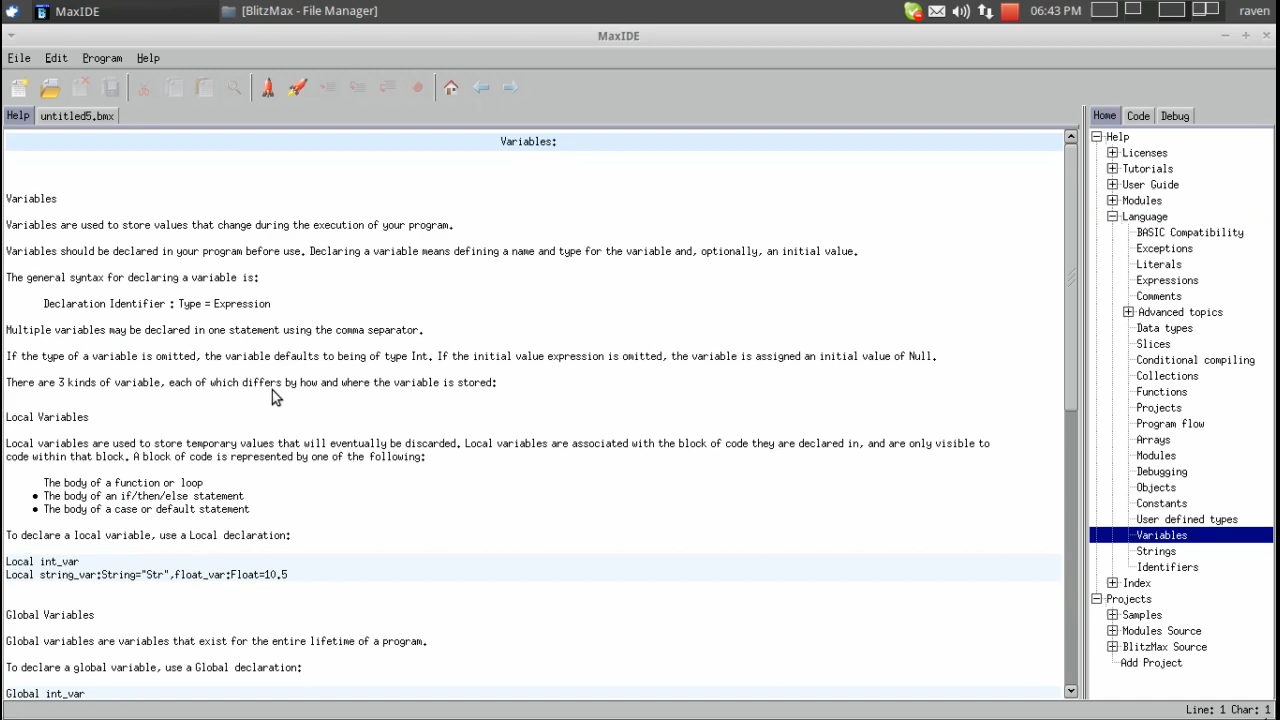 MaxIDE
[BlitzMax - File Manager]
06:43 PM
raven
MaxIDE
File Edit Program Help
Help untitled5.bmx
Home Code Debug
Variables:
Variables
Variables are used to store values that change during the execution of your program.
Variables should be declared in your program before use. Declaring a variable means defining a name and type for the variable and, optionally, an initial value.
The general syntax for declaring a variable is:
Declaration Identifier : Type = Expression
Multiple variables may be declared in one statement using the comma separator.
If the type of a variable is omitted, the variable defaults to being of type Int. If the initial value expression is omitted, the variable is assigned an initial value of Null.
There are 3 kinds of variable, each of which differs by how and where the variable is stored:
Local Variables
Local variables are used to store temporary values that will eventually be discarded. Local variables are associated with the block of code they are declared in, and are only visible to
code within that block. A block of code is represented by one of the following:
The body of a function or loop
• The body of an if/then/else statement
• The body of a case or default statement
To declare a local variable, use a Local declaration:
Local int_var
Local string_var:String="Str",float_var:Float=10.5
Global Variables
Global variables are variables that exist for the entire lifetime of a program.
To declare a global variable, use a Global declaration:
Global int_var
Help
Licenses
Tutorials
User Guide
Modules
Language
BASIC Compatibility
Exceptions
Literals
Expressions
Comments
Advanced topics
Data types
Slices
Conditional compiling
Collections
Functions
Projects
Program flow
Arrays
Modules
Debugging
Objects
Constants
User defined types
Variables
Strings
Identifiers
Index
Projects
Samples
Modules Source
BlitzMax Source
Add Project
Line: 1 Char: 1